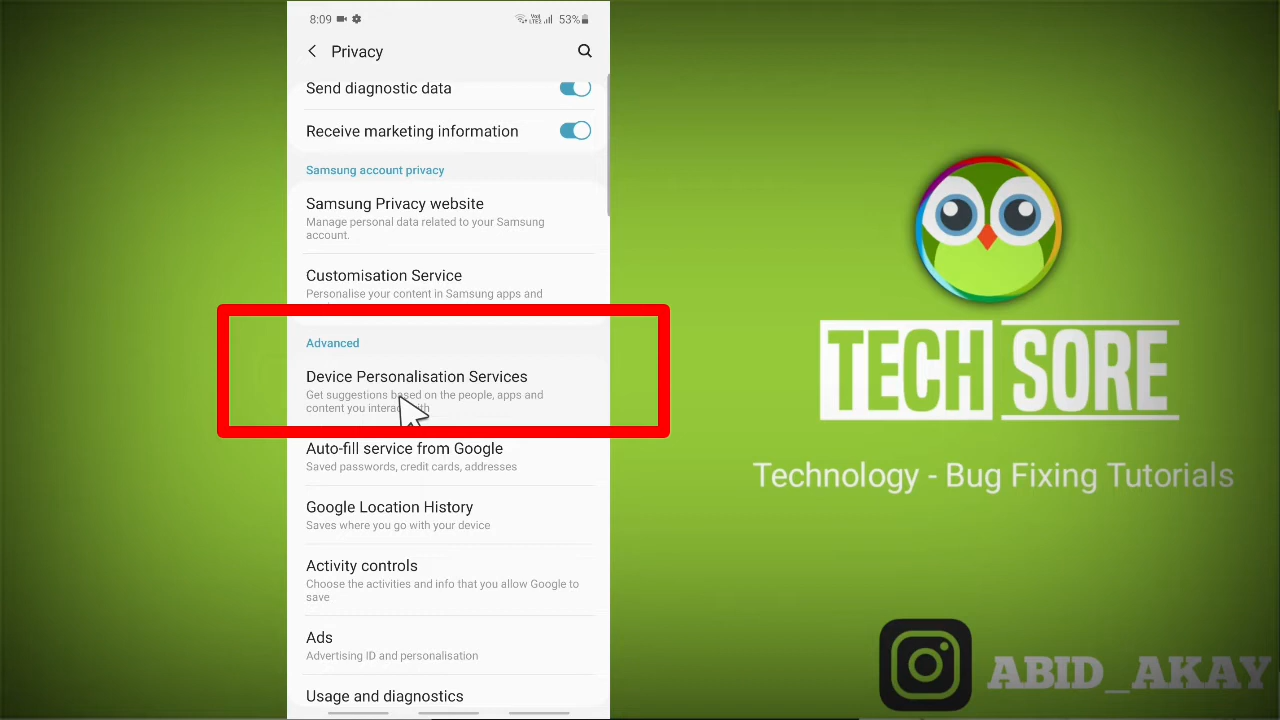 8:09
53%
Privacy
Send diagnostic data
Receive marketing information
Samsung account privacy
Samsung Privacy website
Manage personal data related to your Samsung
account.
Customisation Service
Personalise your content in Samsung apps and
Advanced
Device Personalisation Services
Get suggestions based on the people, apps and
content you interact with
Auto-fill service from Google
Saved passwords, credit cards, addresses
Google Location History
Saves where you go with your device
Activity controls
Choose the activities and info that you allow Google to
save
Ads
Advertising ID and personalisation
Usage and diagnostics
TECH SORE
Technology - Bug Fixing Tutorials
ABID_AKAY